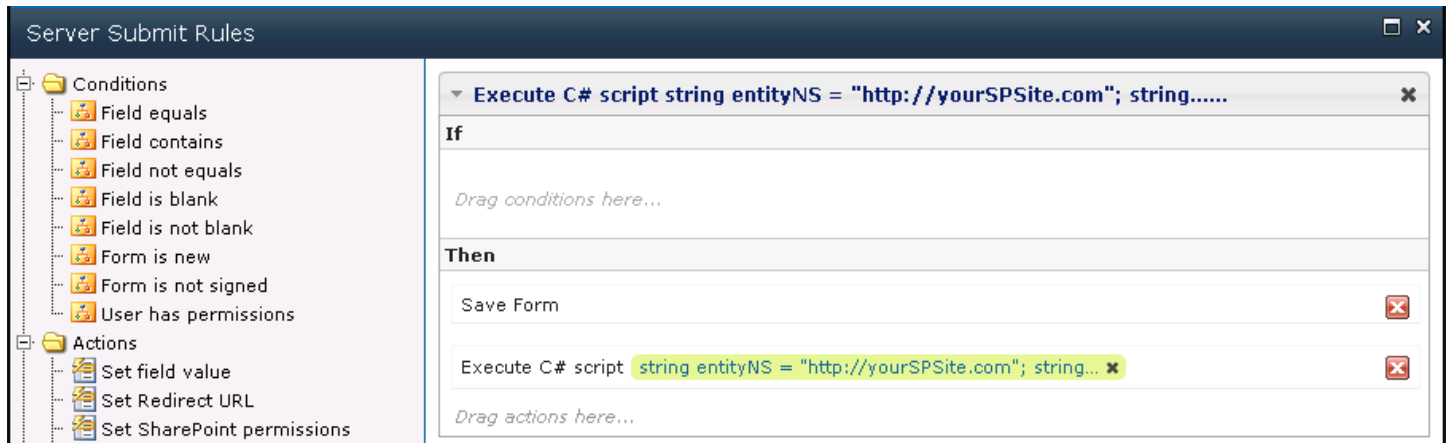 Server Submit Rules
Conditions
Field equals
Field contains
Field not equals
Field is blank
Field is not blank
Form is new
Form is not signed
User has permissions
Actions
Set field value
Set Redirect URL
Set SharePoint permissions
Execute C# script string entityNS = "http://yourSPSite.com"; string......
If
Drag conditions here...
Then
Save Form
Execute C# script string entityNS = "http://yourSPSite.com"; string...
Drag actions here...